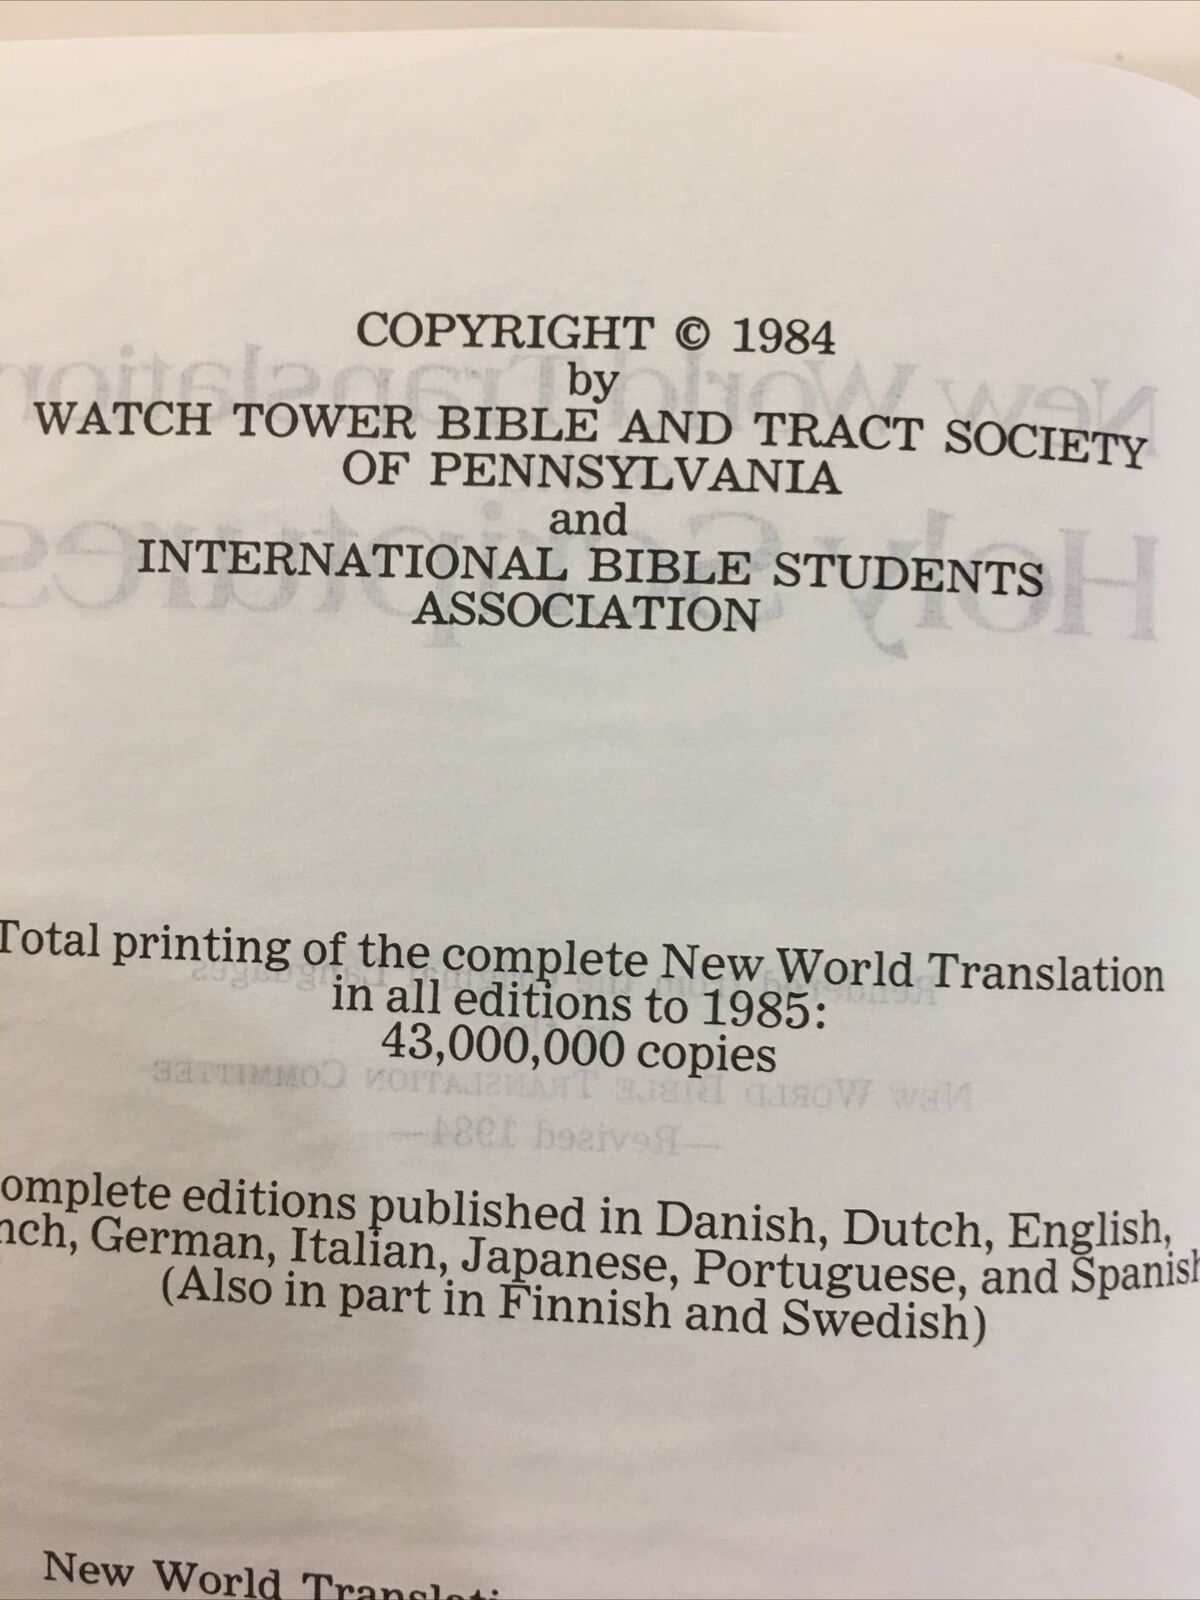 COPYRIGHT © 1984
by
WATCH TOWER BIBLE AND TRACT SOCIETY
OF PENNSYLVANIA
and
INTERNATIONAL BIBLE STUDENTS
ASSOCIATION
Total printing of the complete New World Translation
in all editions to 1985:
43,000,000 copies
omplete editions published in Danish, Dutch, English,
nch, German, Italian, Japanese, Portuguese, and Spanish
(Also in part in Finnish and Swedish)
New World